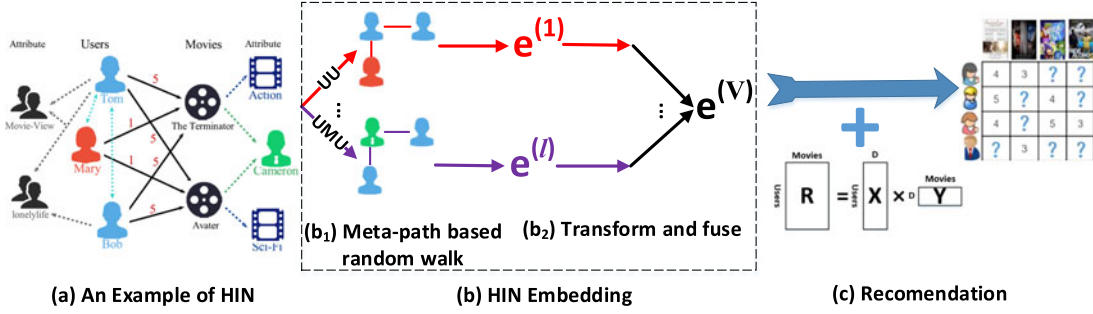 Attribute
Users
Movies
Attribute
Tom
Movie-View
Mary
lonelylife
Bob
5
5
1
1
5
5
The Terminator
Avater
Action
Cameron
Sci-Fi
(a) An Example of HIN
UU
...
UMU
e(1)
e(l)
...
e(V)
(b1) Meta-path based
random walk
(b2) Transform and fuse
(b) HIN Embedding
+
4 3 ? ?
5 ? 4 ?
4 ? 5 3
? 3 ? ?
Movies
Users
R
=
D
Users
X
×
D
Movies
Y
(c) Recomendation